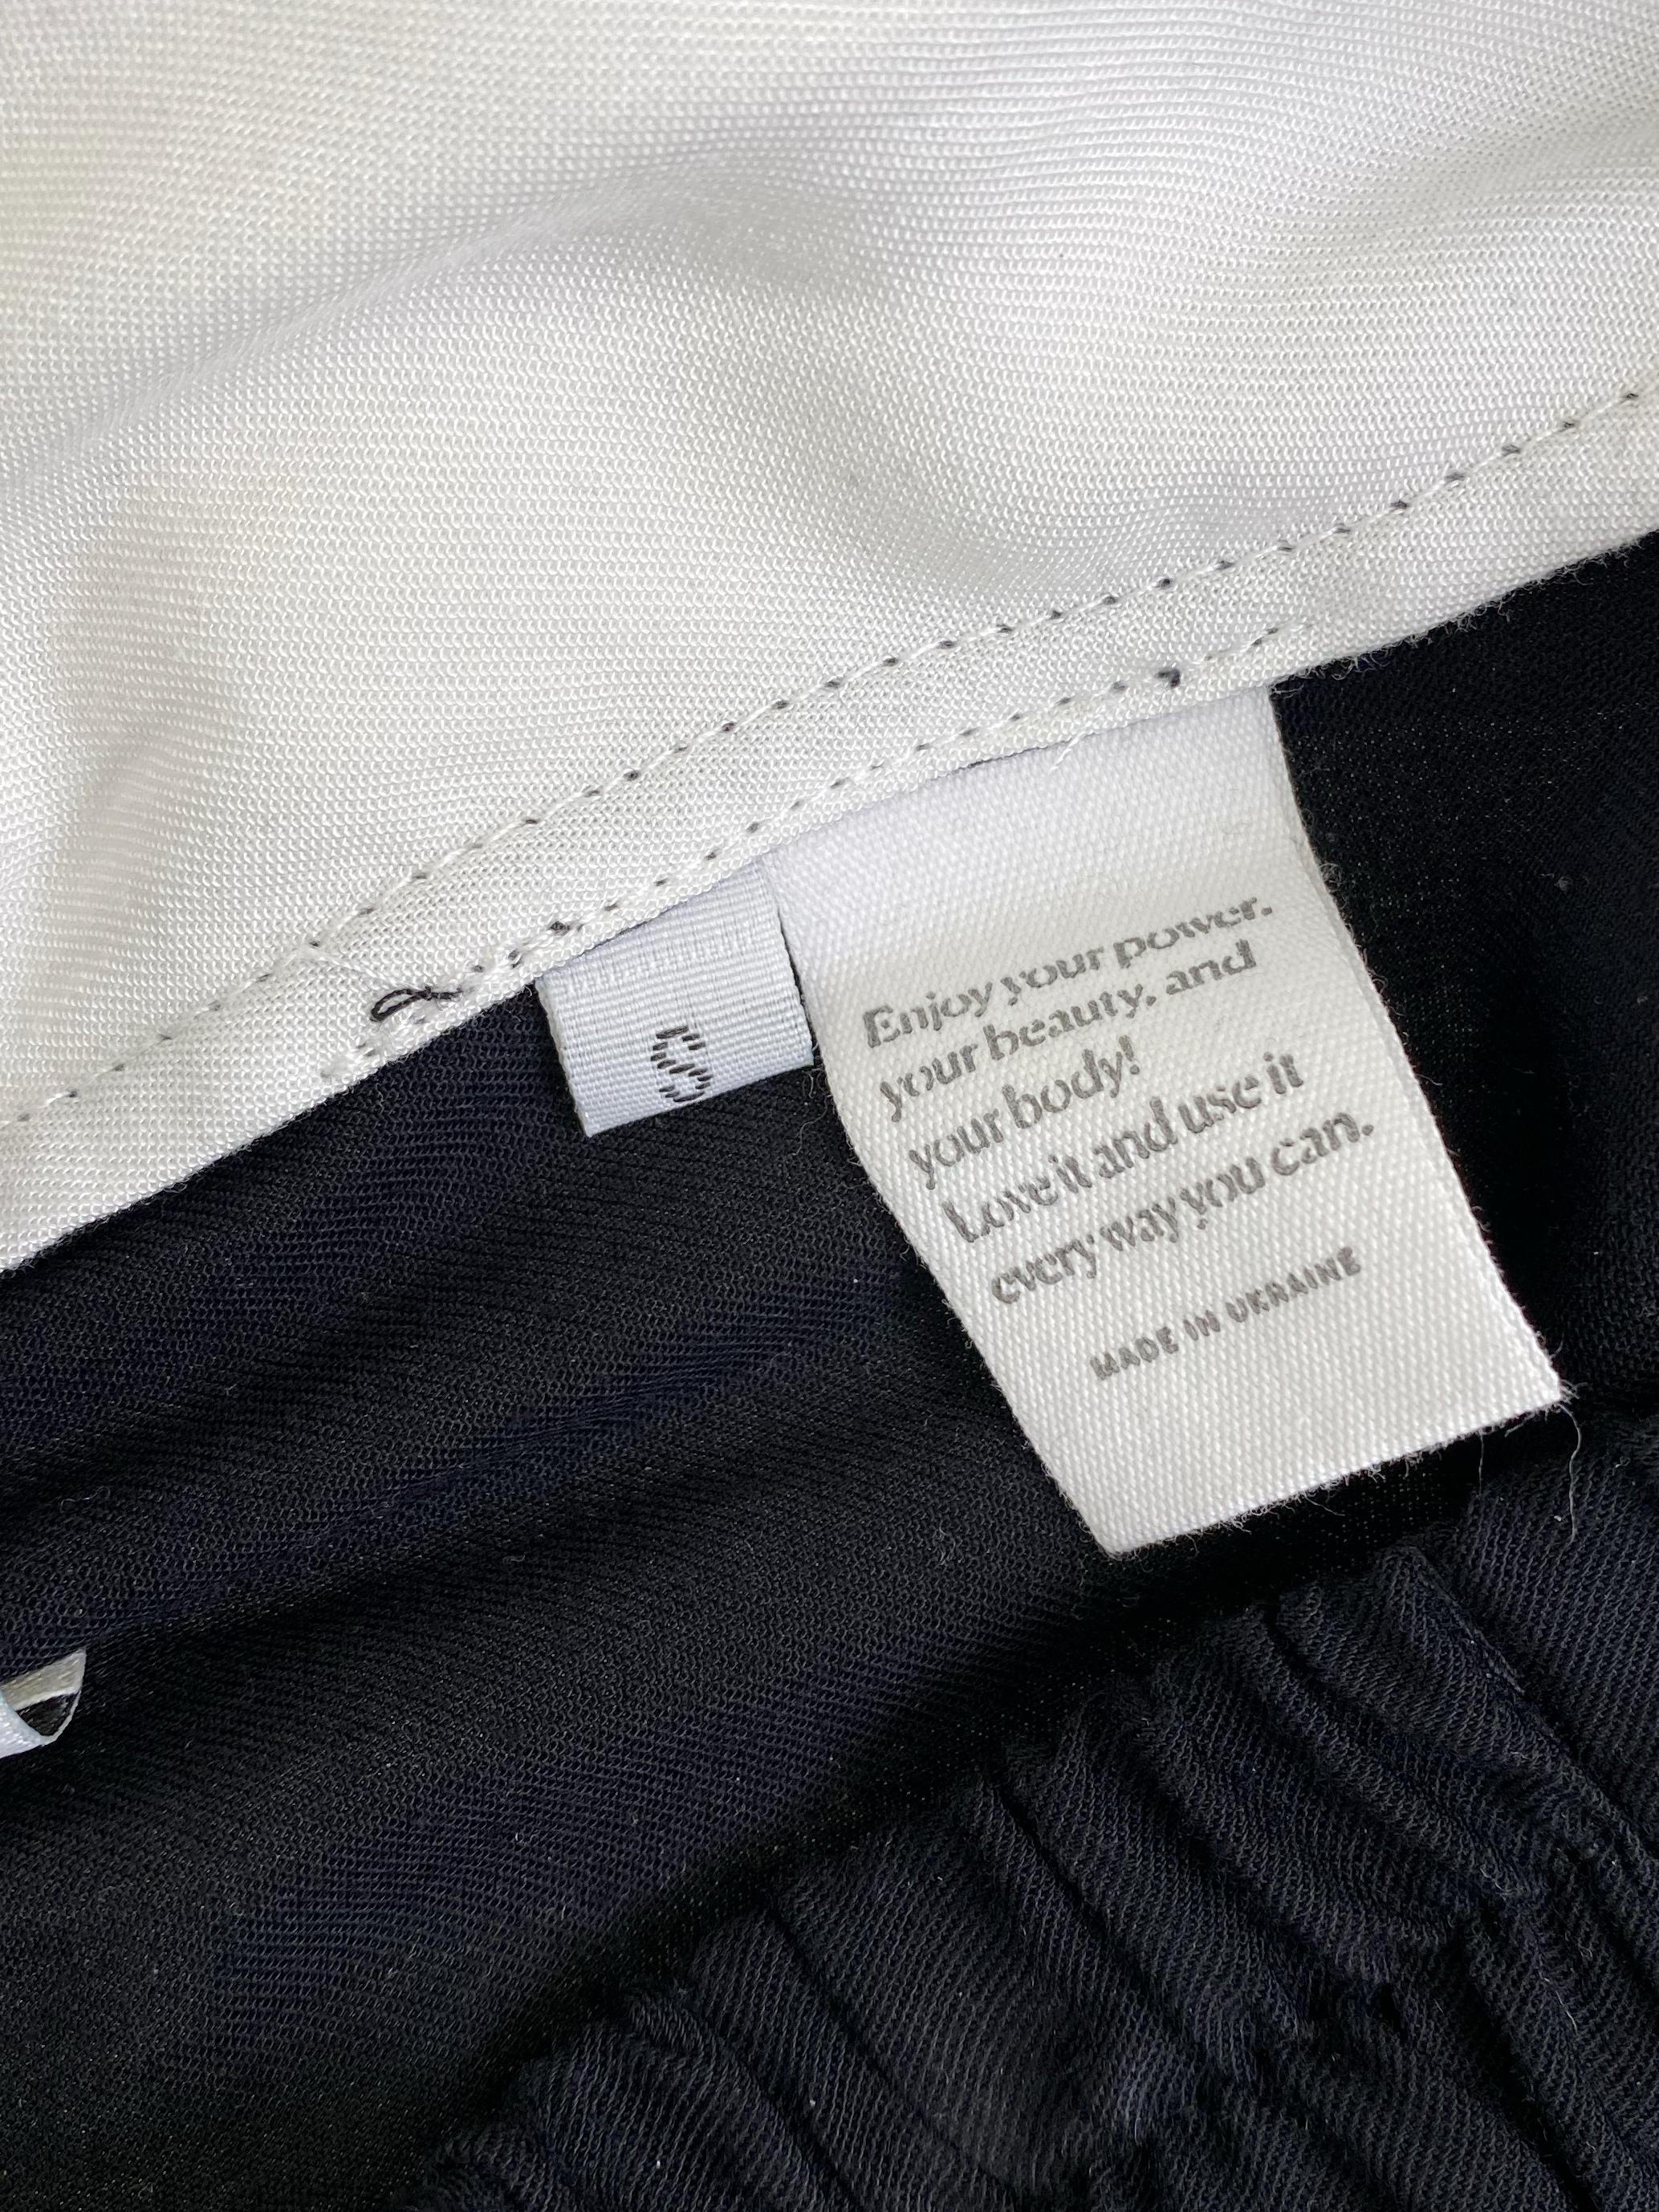 S
Enjoy your power,
your beauty, and
your body!
Love it and use it
every way you can.
MADE IN UKRAINE